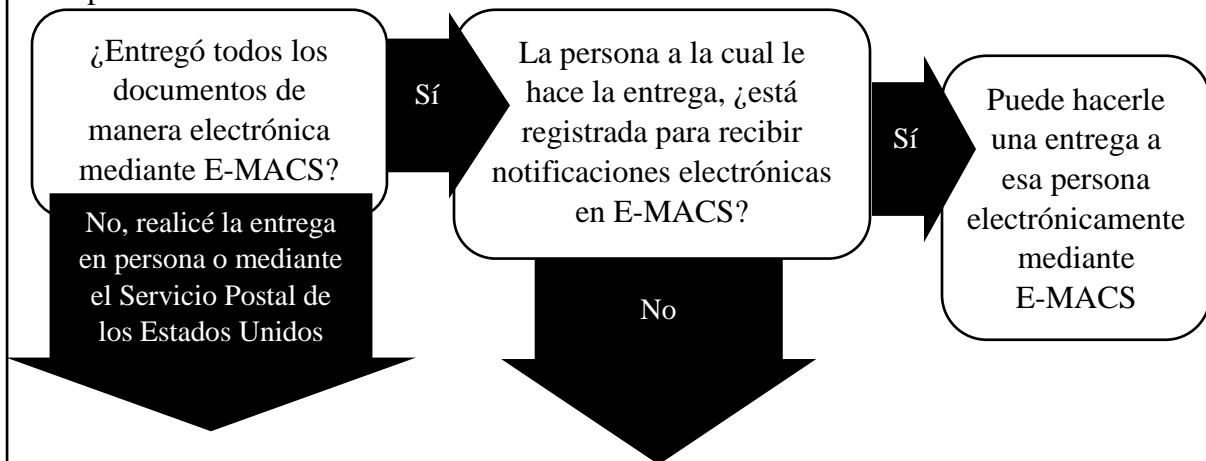 ¿Entregó todos los
documentos de
manera electrónica
mediante E-MACS?
Sí
La persona a la cual le
hace la entrega, ¿está
registrada para recibir
notificaciones electrónicas
en E-MACS?
Sí
Puede hacerle
una entrega a
esa persona
electrónicamente
mediante
E-MACS
No, realicé la entrega
en persona o mediante
el Servicio Postal de
los Estados Unidos
No